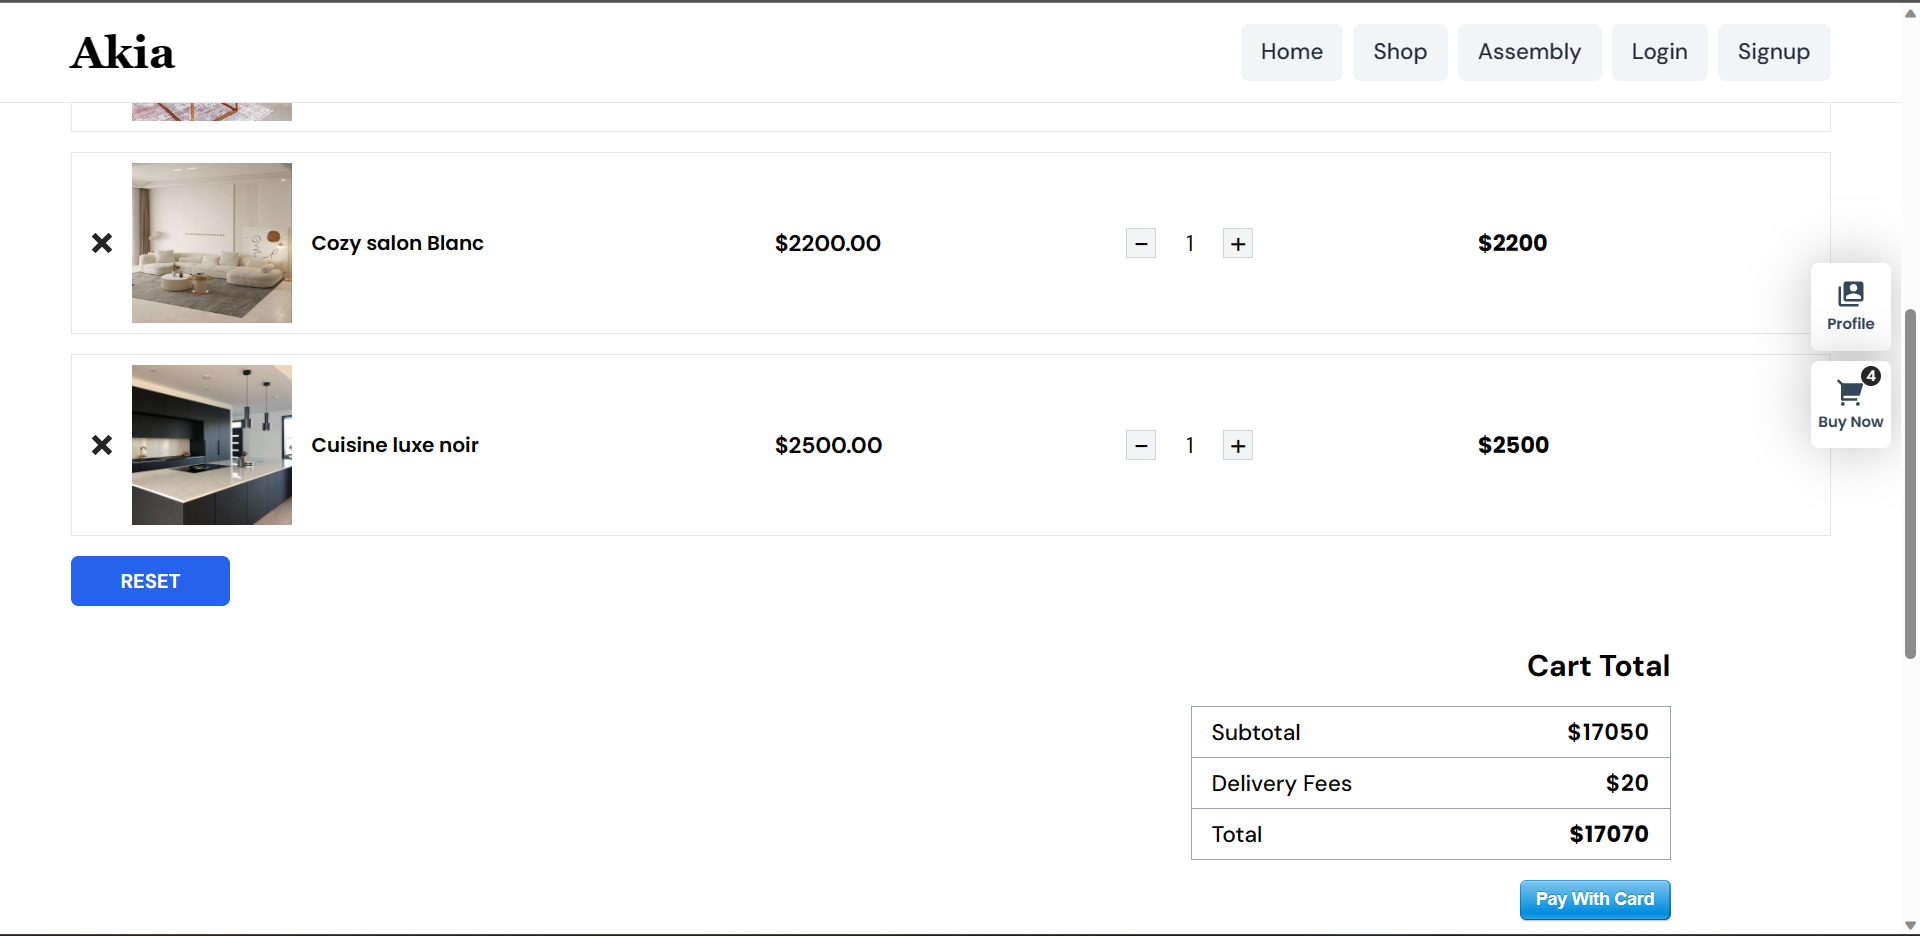 Akia
Home
Shop
Assembly
Login
Signup
Cozy salon Blanc
$2200.00
1
$2200
Profile
4
Buy Now
Cuisine luxe noir
$2500.00
1
$2500
RESET
Cart Total
Subtotal $17050
Delivery Fees $20
Total $17070
Pay With Card